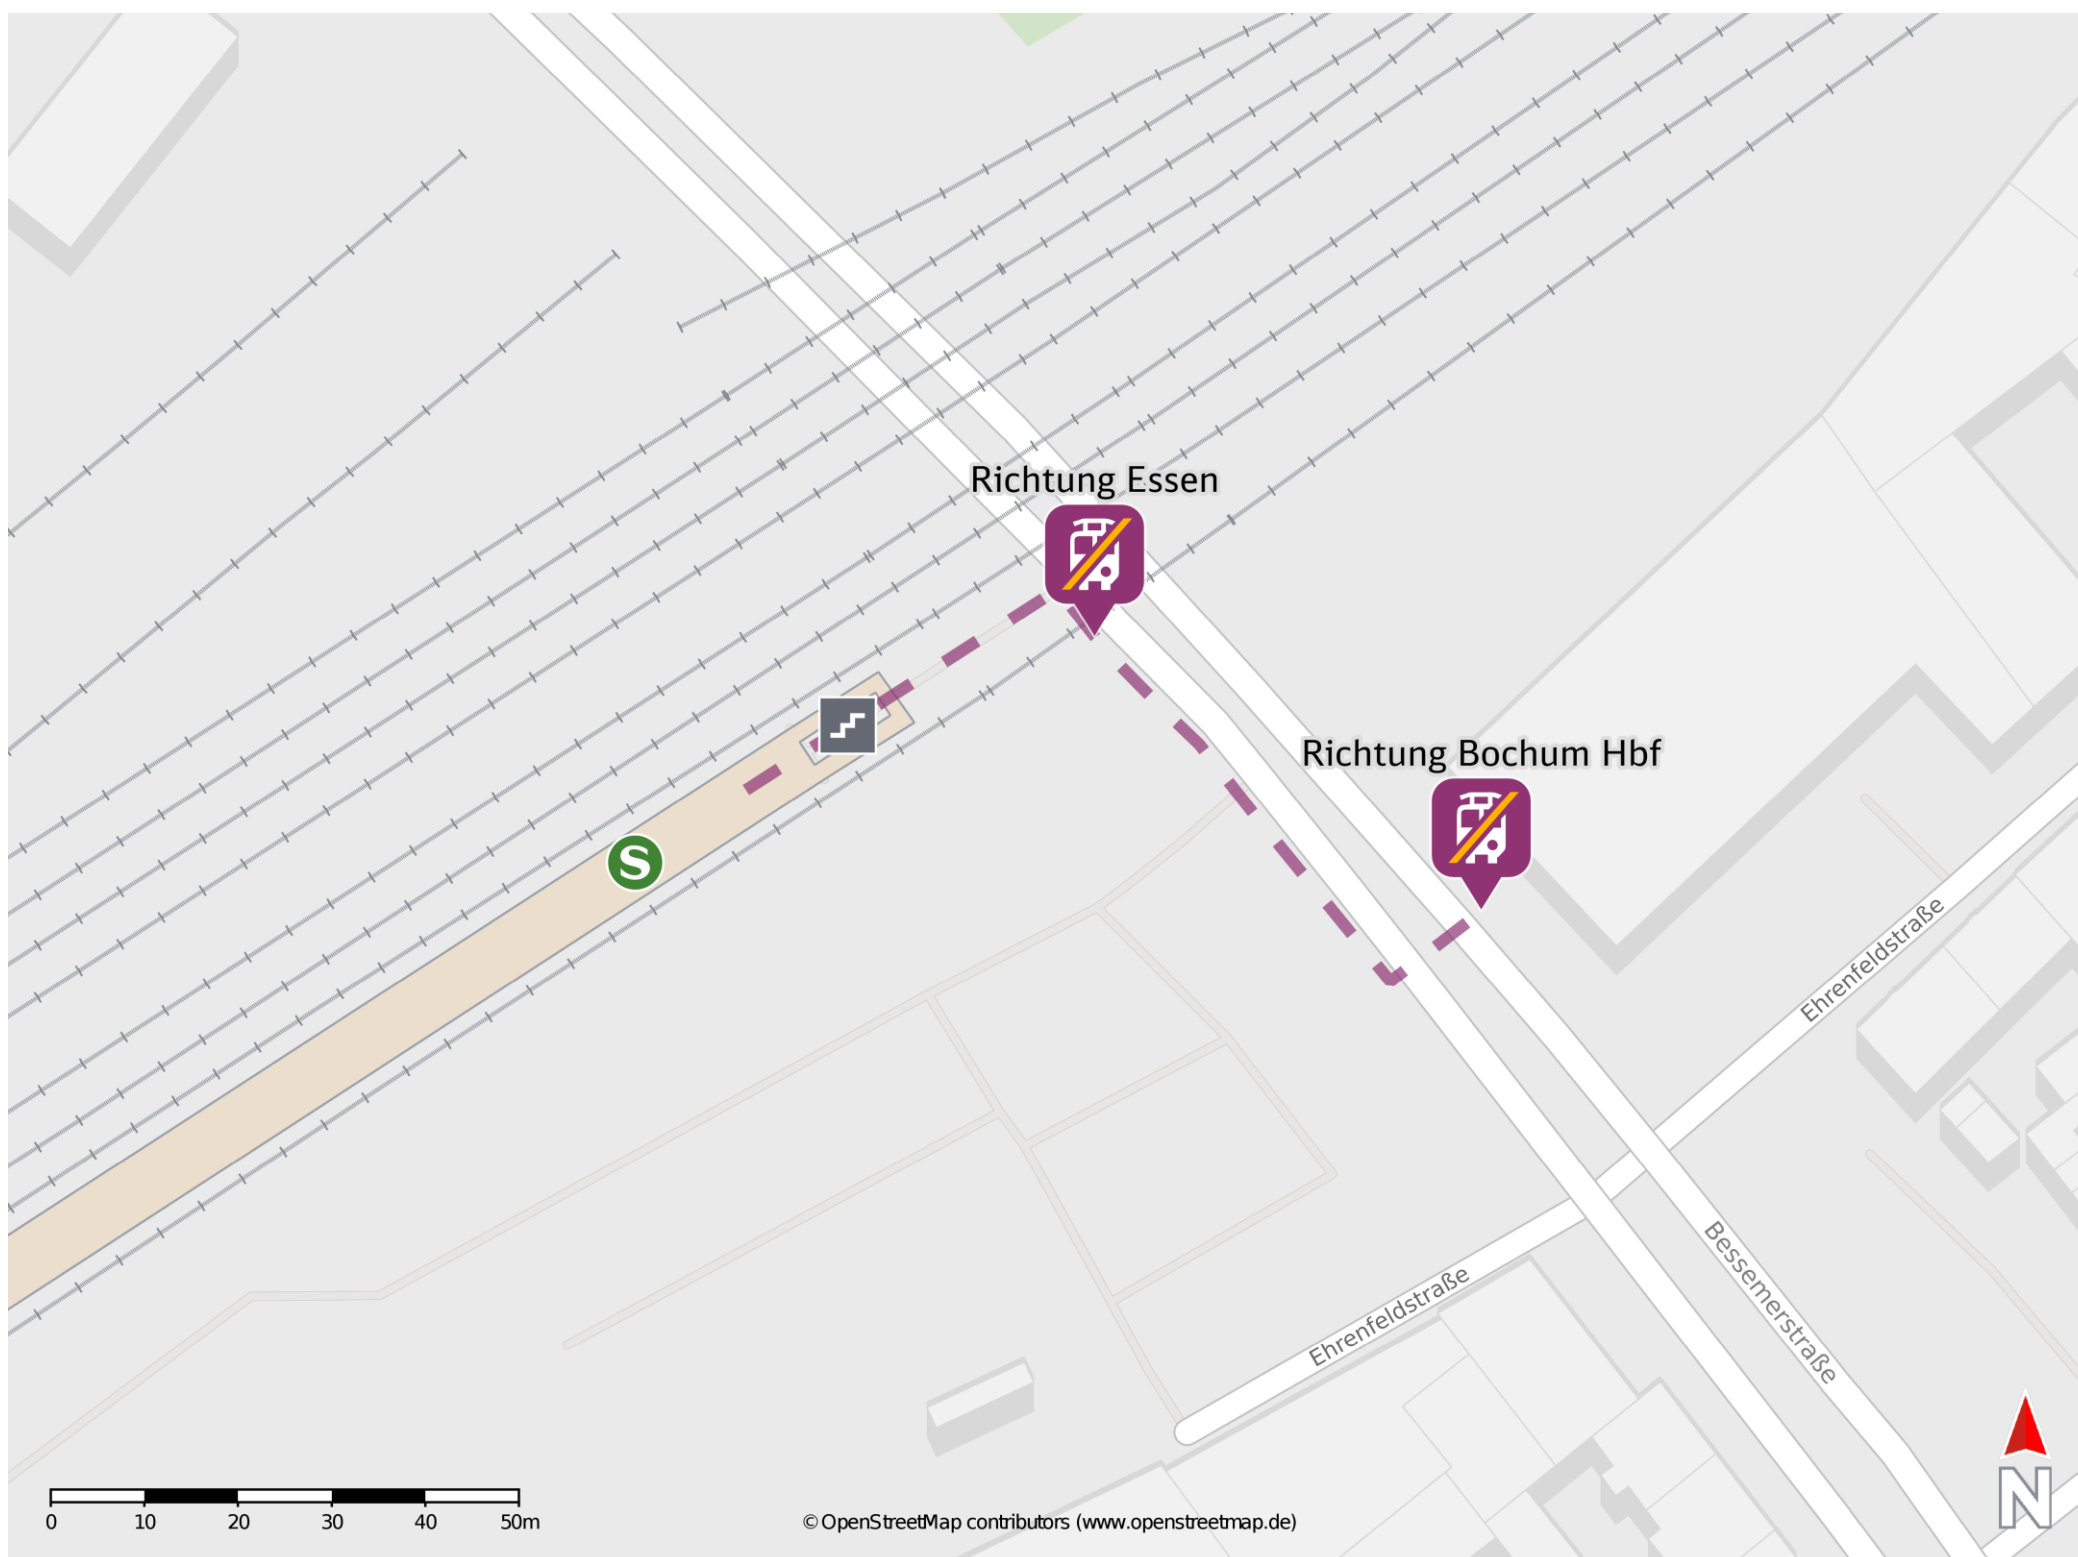 Richtung Essen
Richtung Bochum Hbf
S
Ehrenfeldstraße
Ehrenfeldstraße
Bessemerstraße
0 10 20 30 40 50m
© OpenStreetMap contributors (www.openstreetmap.de)
N